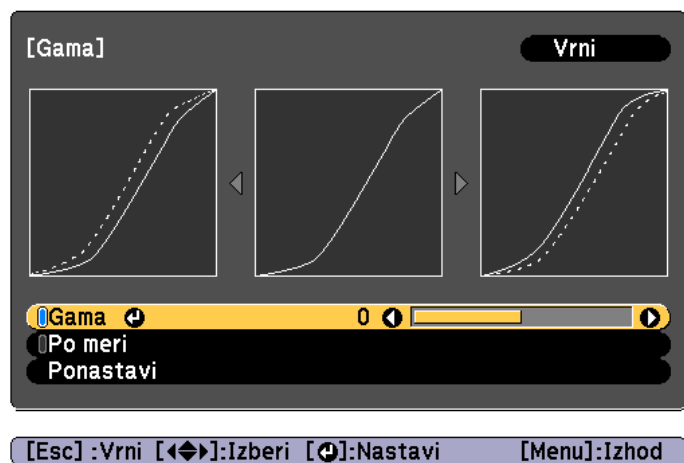 [Gama] Vrni
Gama 0
Po meri
Ponastavi
[Esc] :Vrni []:Izberi []:Nastavi [Menu]:Izhod